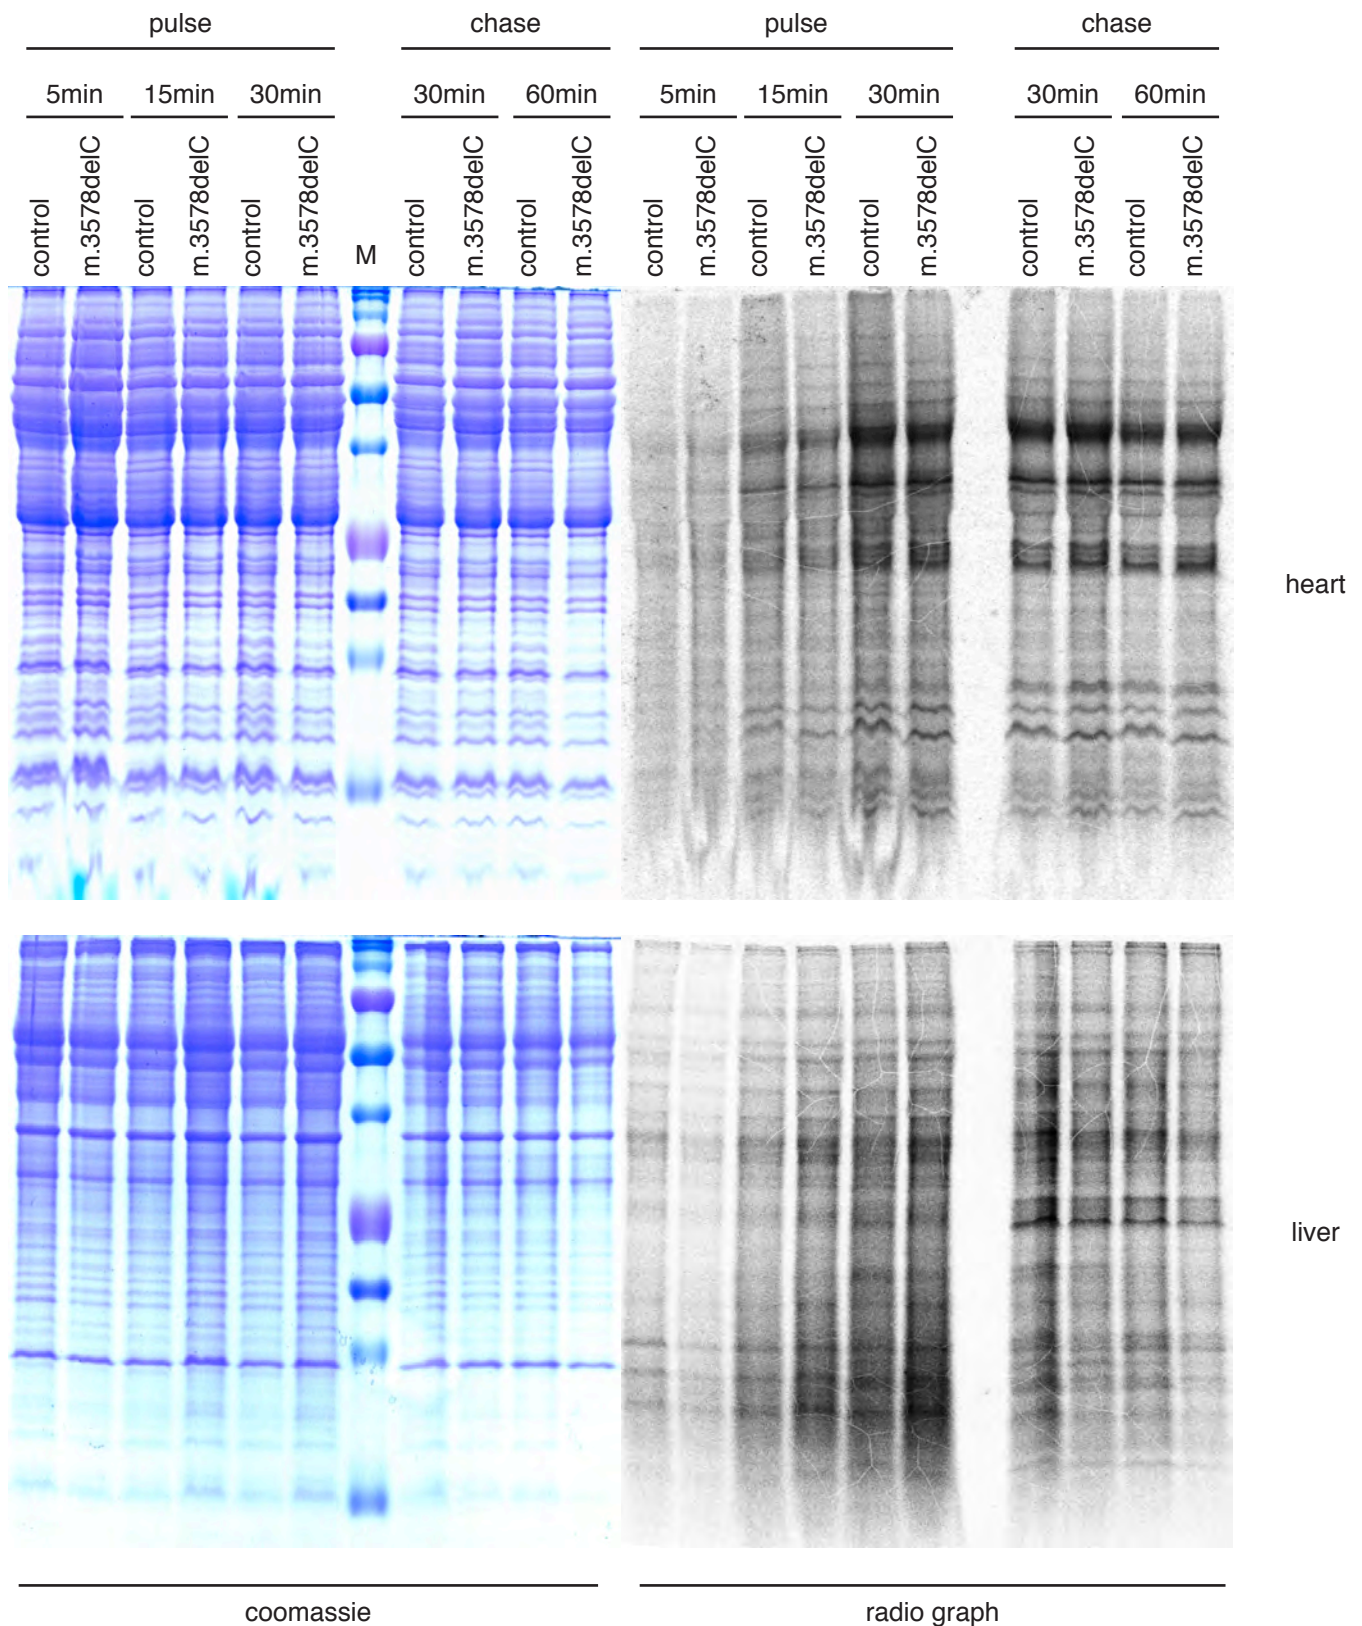 pulse chase pulse chase
5min 15min 30min 30min 60min 5min 15min 30min 30min 60min
control m.3578delC control m.3578delC control m.3578delC M control m.3578delC control m.3578delC control m.3578delC control m.3578delC control m.3578delC control m.3578delC control m.3578delC
heart
liver
coomassie radio graph